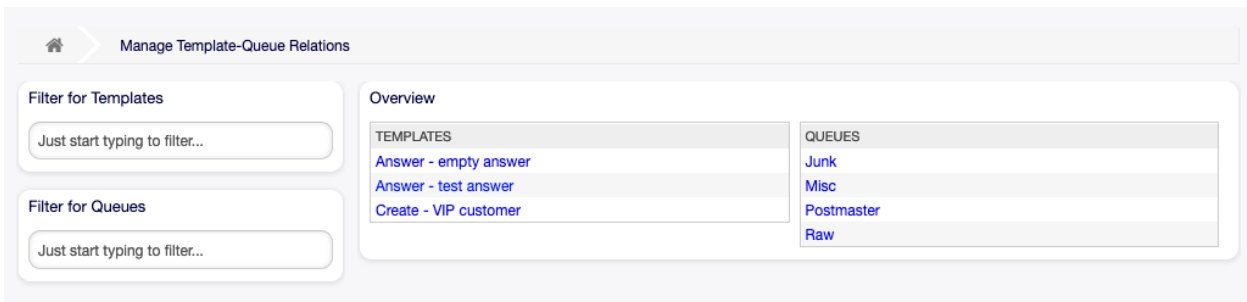 Manage Template-Queue Relations
Filter for Templates
Just start typing to filter...
Filter for Queues
Just start typing to filter...
Overview
TEMPLATES
Answer - empty answer
Answer - test answer
Create - VIP customer
QUEUES
Junk
Misc
Postmaster
Raw